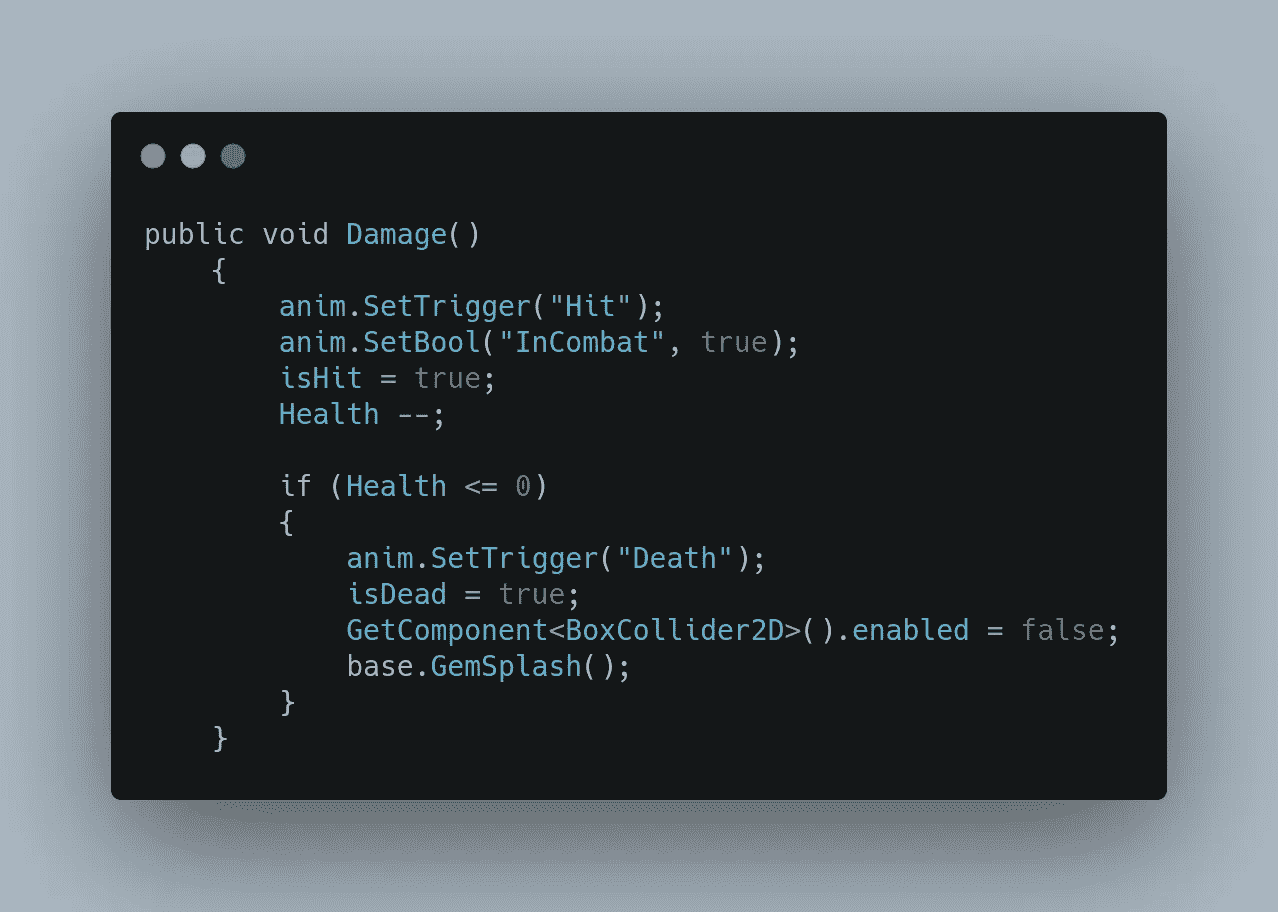 public void Damage()
    {
        anim.SetTrigger("Hit");
        anim.SetBool("InCombat", true);
        isHit = true;
        Health --;

        if (Health <= 0)
        {
            anim.SetTrigger("Death");
            isDead = true;
            GetComponent<BoxCollider2D>().enabled = false;
            base.GemSplash();
        }
    }